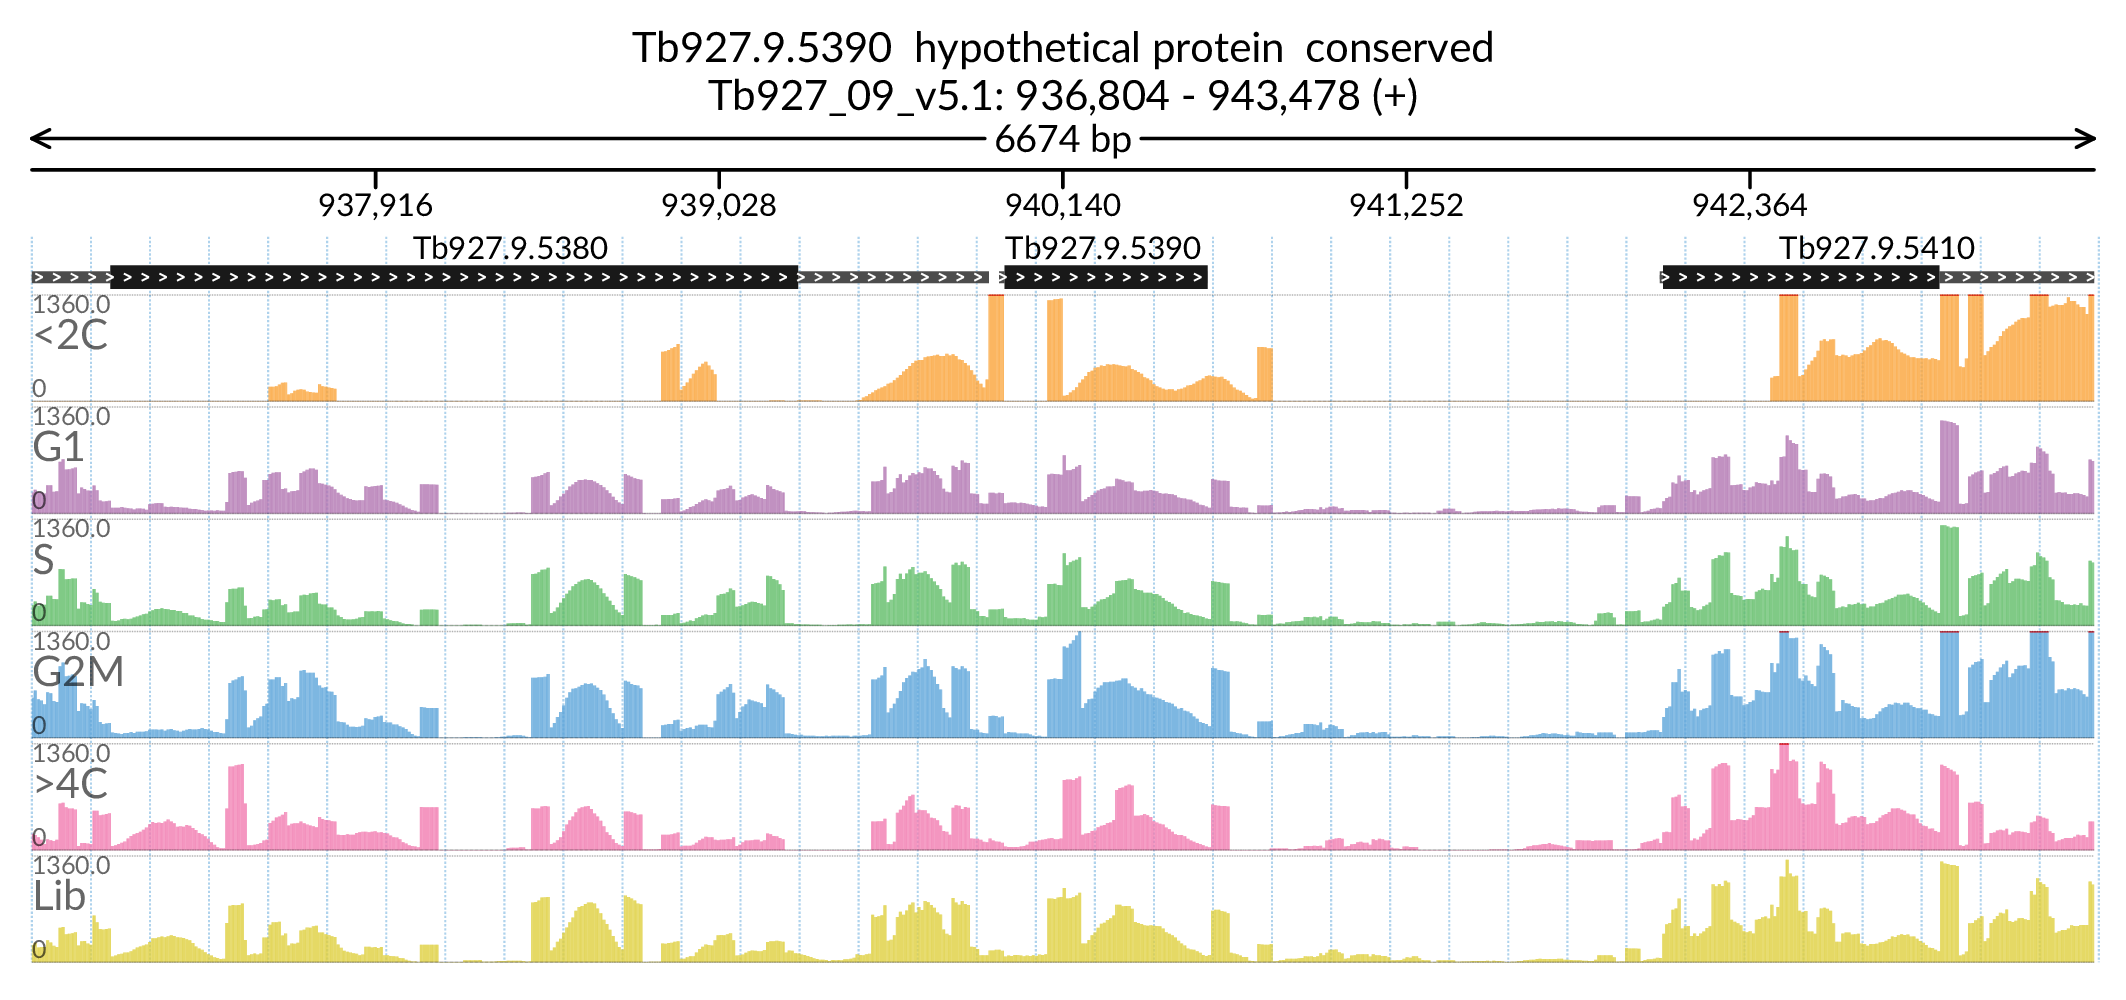 Tb927.9.5390 hypothetical protein conserved
Tb927_09_v5.1: 936,804 - 943,478 (+)
6674 bp
937,916 939,028 940,140 941,252 942,364
Tb927.9.5380 Tb927.9.5390 Tb927.9.5410
1360.0
<2C
0
1360.0
G1
0
1360.0
S
0
1360.0
G2M
0
1360.0
>4C
0
1360.0
Lib
0